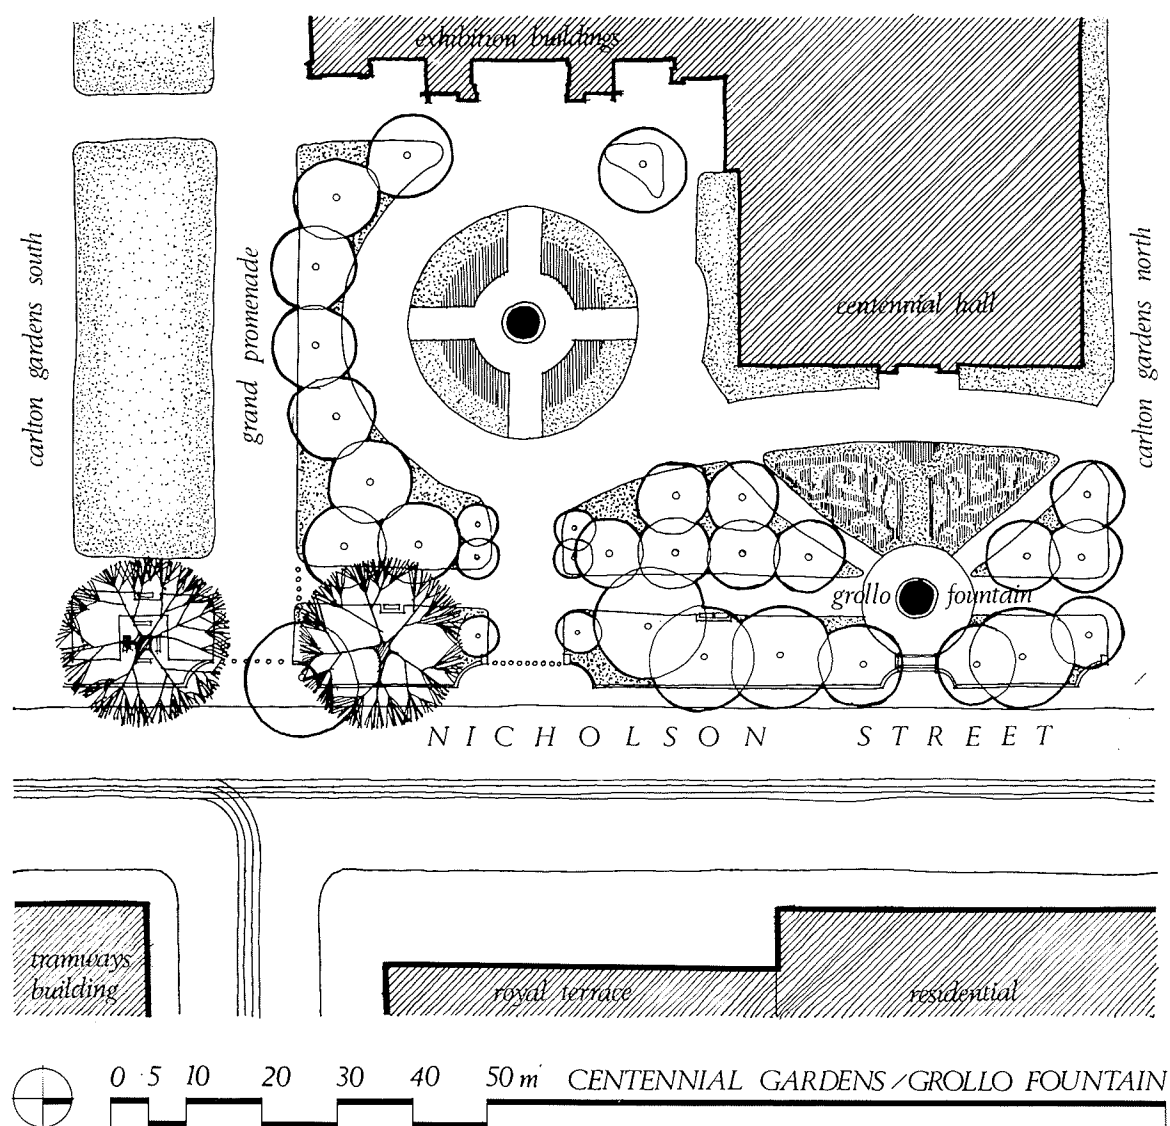 exhibition buildings
carlton gardens south
grand promenade
centennial hall
carlton gardens north
grollo fountain
NICHOLSON STREET
tramways
building
royal terrace
residential
0 5 10 20 30 40 50 m CENTENNIAL GARDENS/GROLLO FOUNTAIN